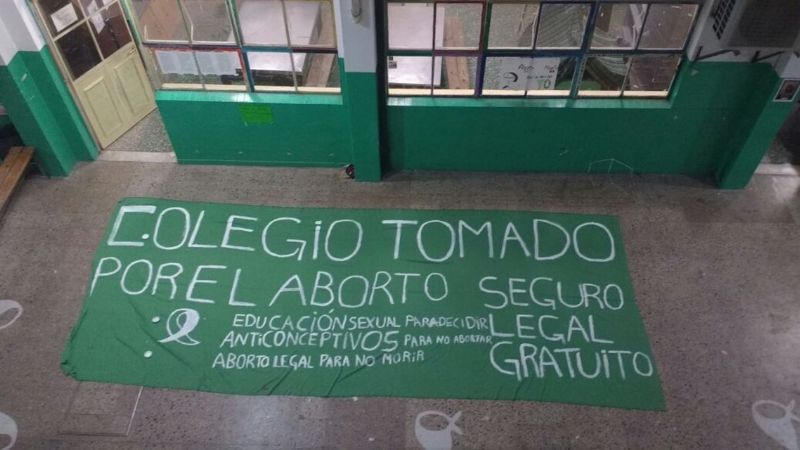 COLEGIO TOMADO
POR EL ABORTO SEGURO
LEGAL
GRATUITO
EDUCACIÓN SEXUAL PARA DECIDIR
ANTICONCEPTIVOS PARA NO ABORTAR
ABORTO LEGAL PARA NO MORIR